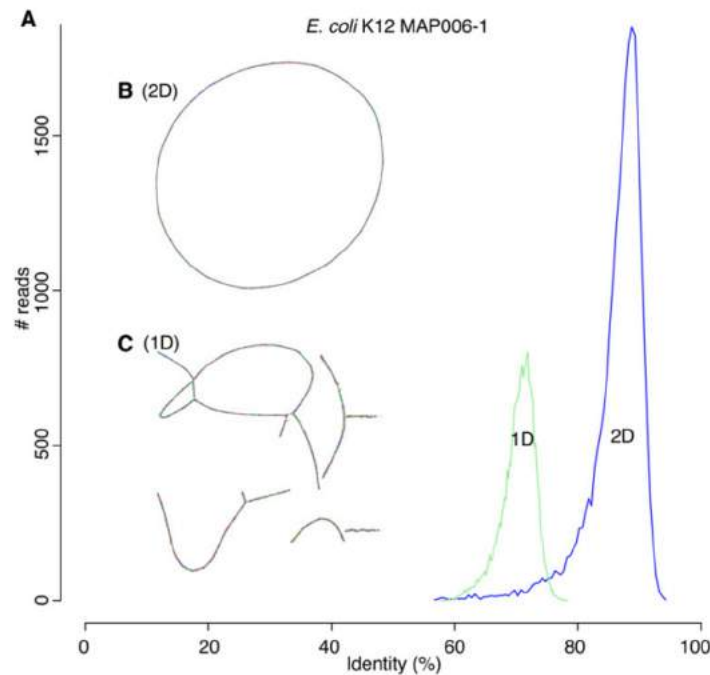 A
E. coli K12 MAP006-1
B (2D)
C (1D)
1D
2D
# reads
0
500
1000
1500
0
20
40
60
80
100
Identity (%)